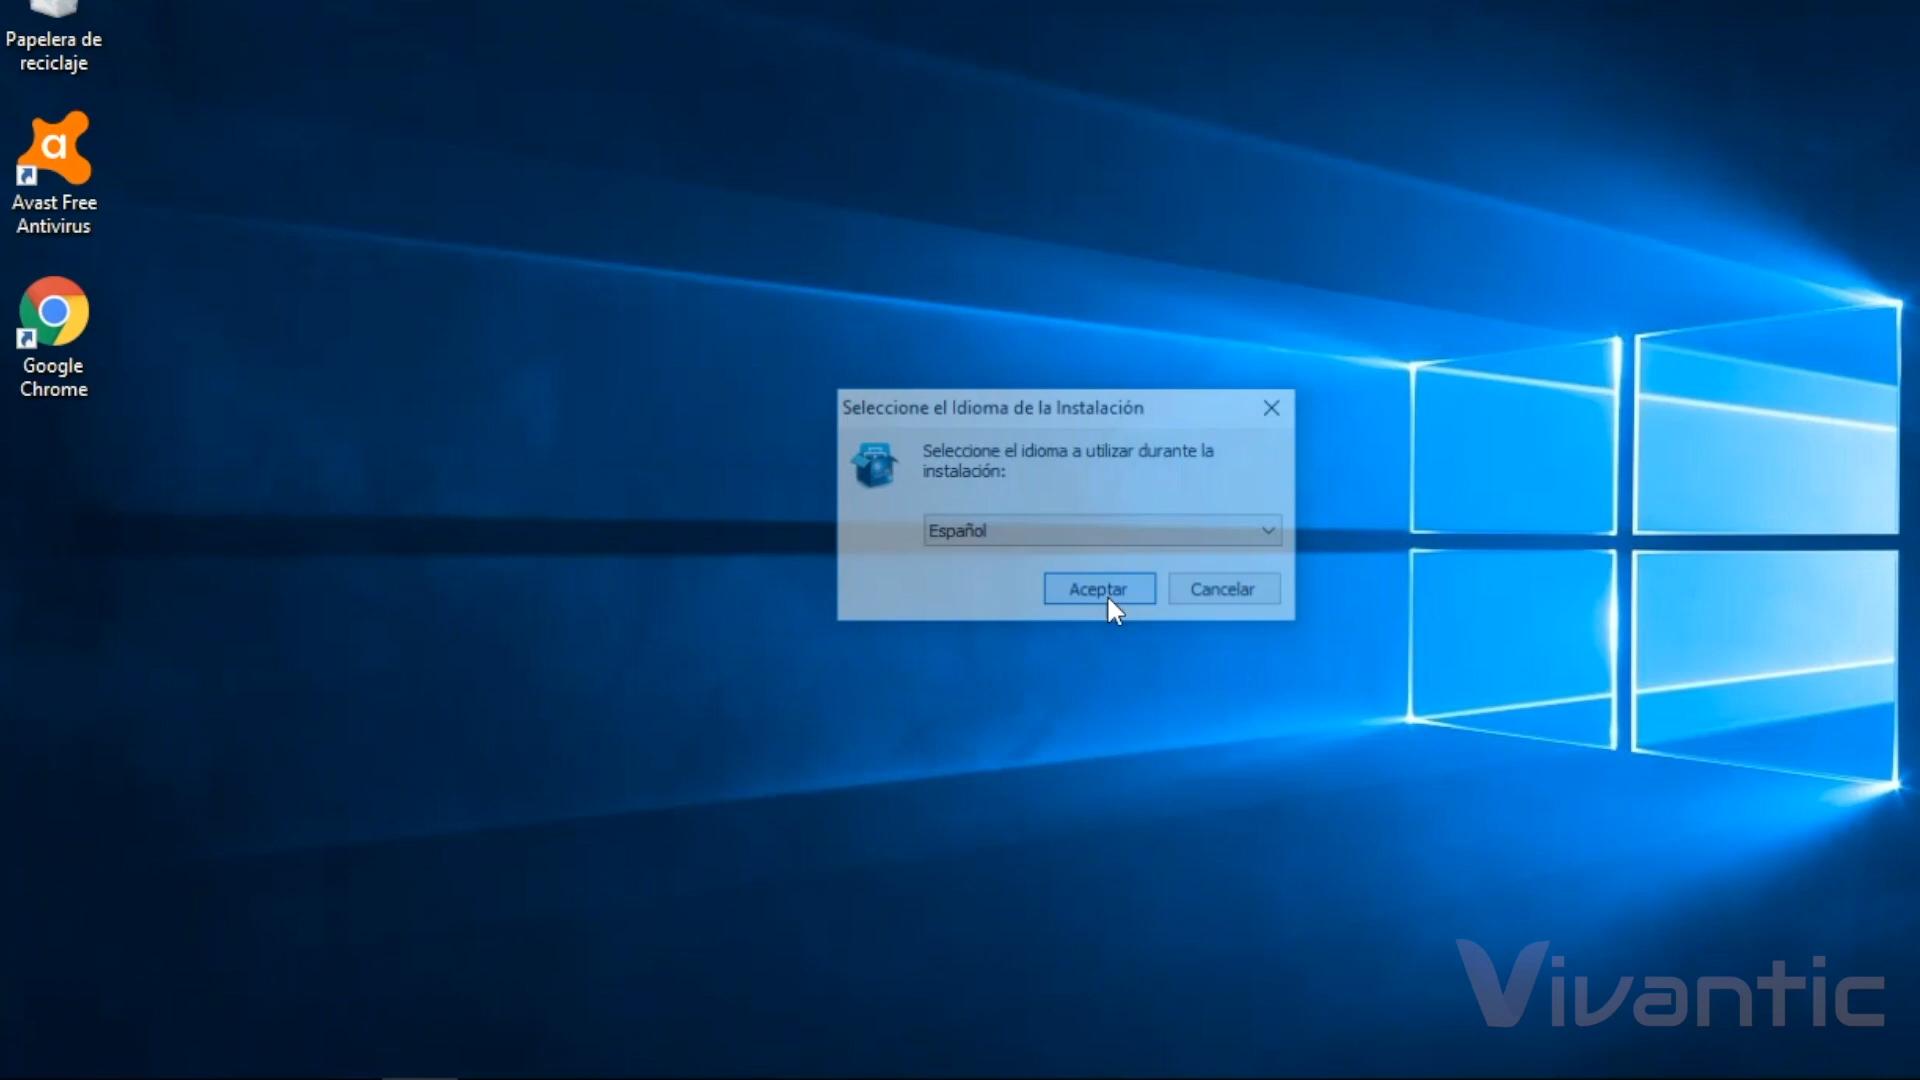 Papelera de
reciclaje
a
Avast Free
Antivirus
Google
Chrome
Seleccione el Idioma de la Instalación
Seleccione el idioma a utilizar durante la
instalación:
Español
Aceptar
Cancelar
Vivantic